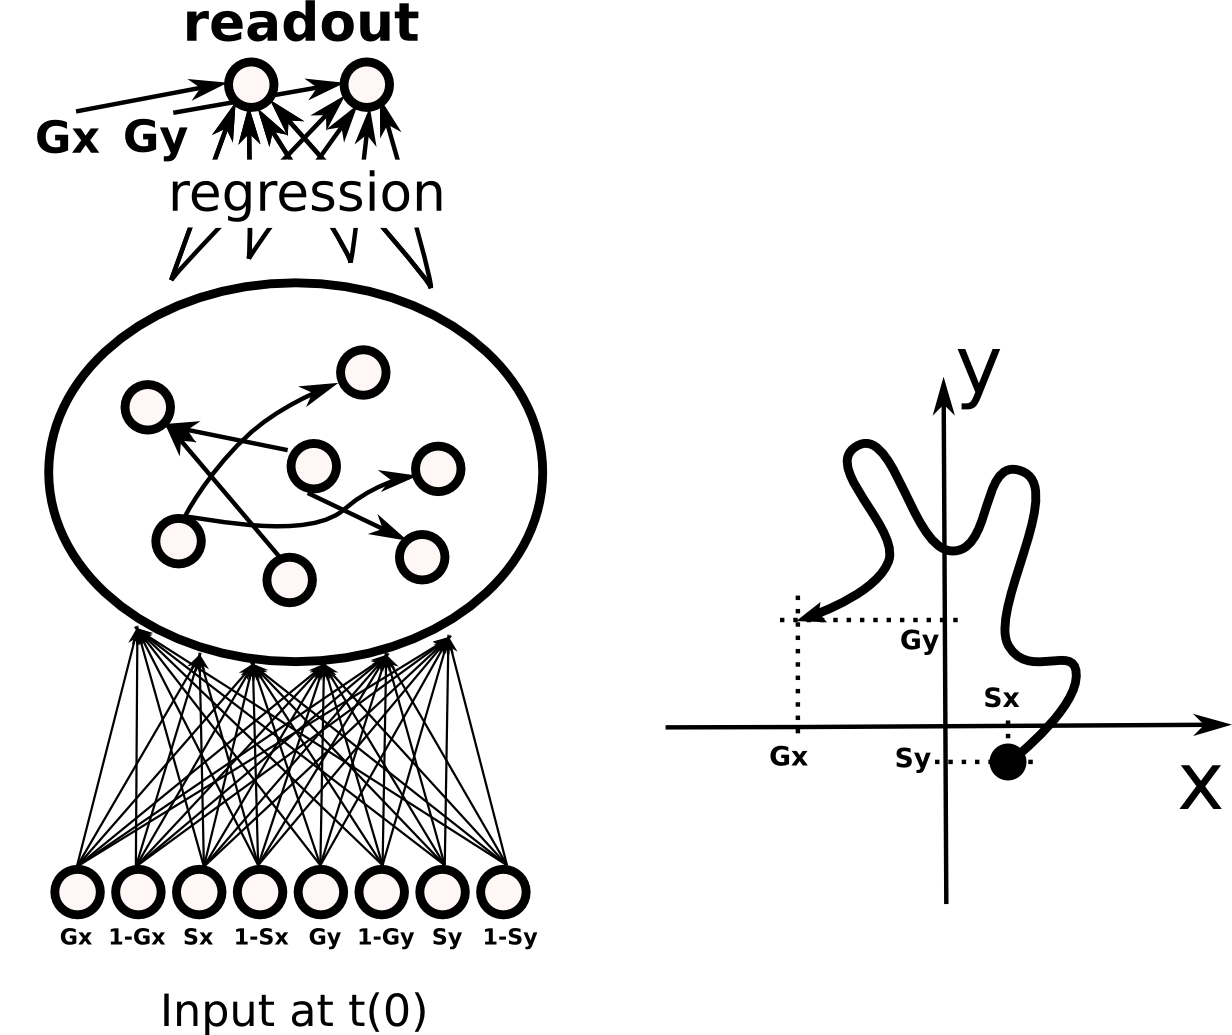 readout
Gx Gy
regression
Gx 1-Gx Sx 1-Sx Gy 1-Gy Sy 1-Sy
Input at t(0)
y
Gy
Sx
Gx
Sy
x